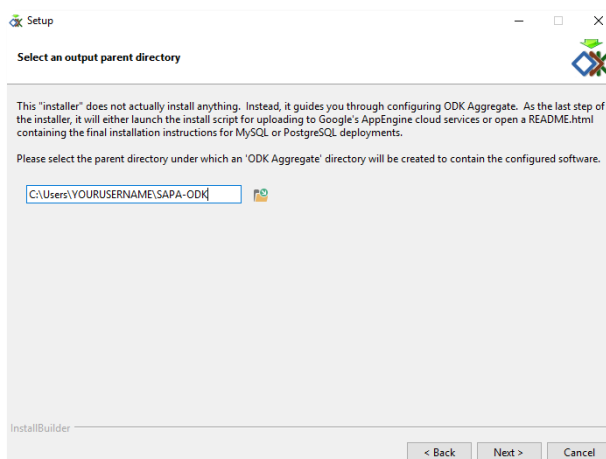 Setup
Select an output parent directory
This "installer" does not actually install anything. Instead, it guides you through configuring ODK Aggregate. As the last step of
the installer, it will either launch the install script for uploading to Google's AppEngine cloud services or open a README.html
containing the final installation instructions for MySQL or PostgreSQL deployments.
Please select the parent directory under which an 'ODK Aggregate' directory will be created to contain the configured software.
C:\Users\YOURUSERNAME\SAPA-ODK
InstallBuilder
< Back Next > Cancel